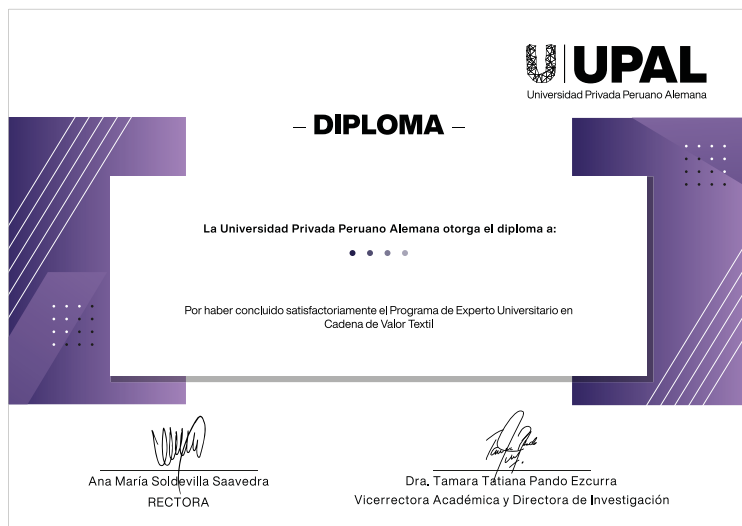 UPAL
Universidad Privada Peruano Alemana
– DIPLOMA –
La Universidad Privada Peruano Alemana otorga el diploma a:
Por haber concluido satisfactoriamente el Programa de Experto Universitario en
Cadena de Valor Textil
Ana María Soldevilla Saavedra
RECTORA
Dra. Tamara Tatiana Pando Ezcurra
Vicerrectora Académica y Directora de Investigación